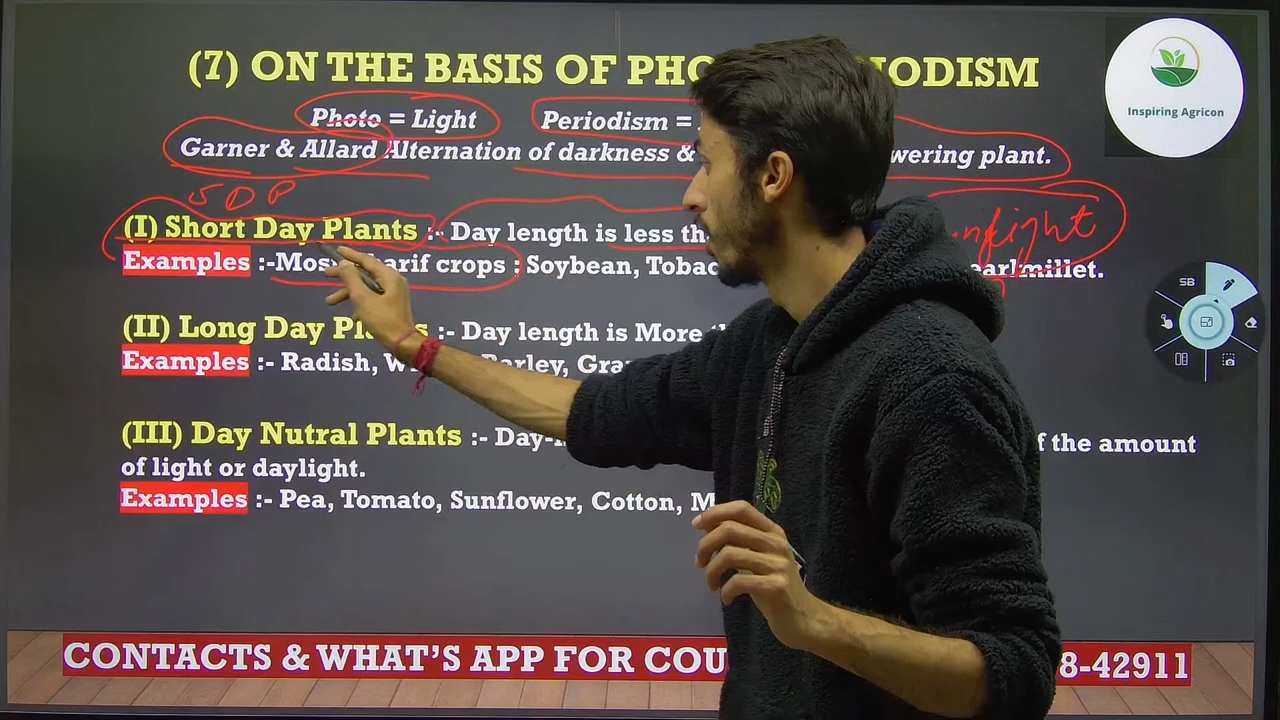 (7) ON THE BASIS OF PHO ODISM
Inspiring Agricon
Photo = Light Periodism =
Garner & Allard Alternation of darkness & wering plant.
SDP
(I) Short Day Plants :- Day length is less th
Examples :-Mos harif crops : Soybean, Tobac earlmillet.
(II) Long Day Pla s :- Day length is More t
Examples :- Radish, W Barley, Gra
(III) Day Nutral Plants :- Day- f the amount
of light or daylight.
Examples :- Pea, Tomato, Sunflower, Cotton, M
SB
CONTACTS & WHAT'S APP FOR COU 8-42911